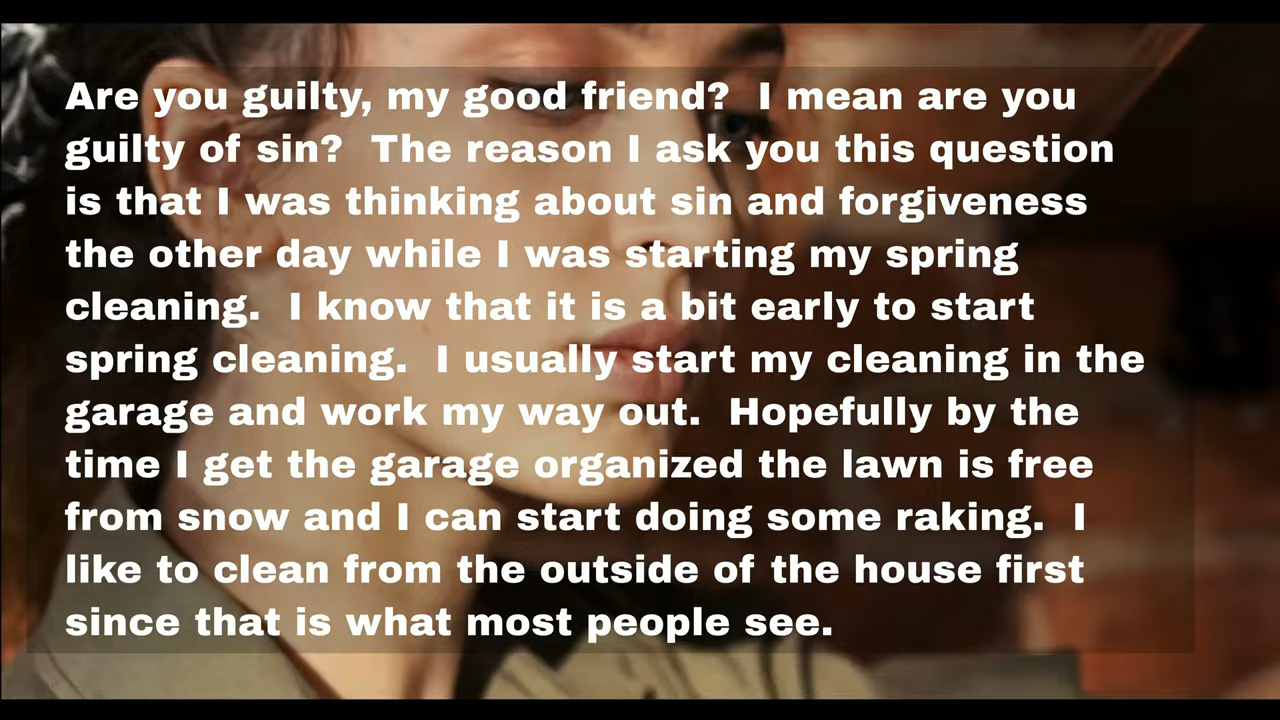 Are you guilty, my good friend?  I mean are you
guilty of sin?  The reason I ask you this question
is that I was thinking about sin and forgiveness
the other day while I was starting my spring
cleaning.  I know that it is a bit early to start
spring cleaning.  I usually start my cleaning in the
garage and work my way out.  Hopefully by the
time I get the garage organized the lawn is free
from snow and I can start doing some raking.  I
like to clean from the outside of the house first
since that is what most people see.